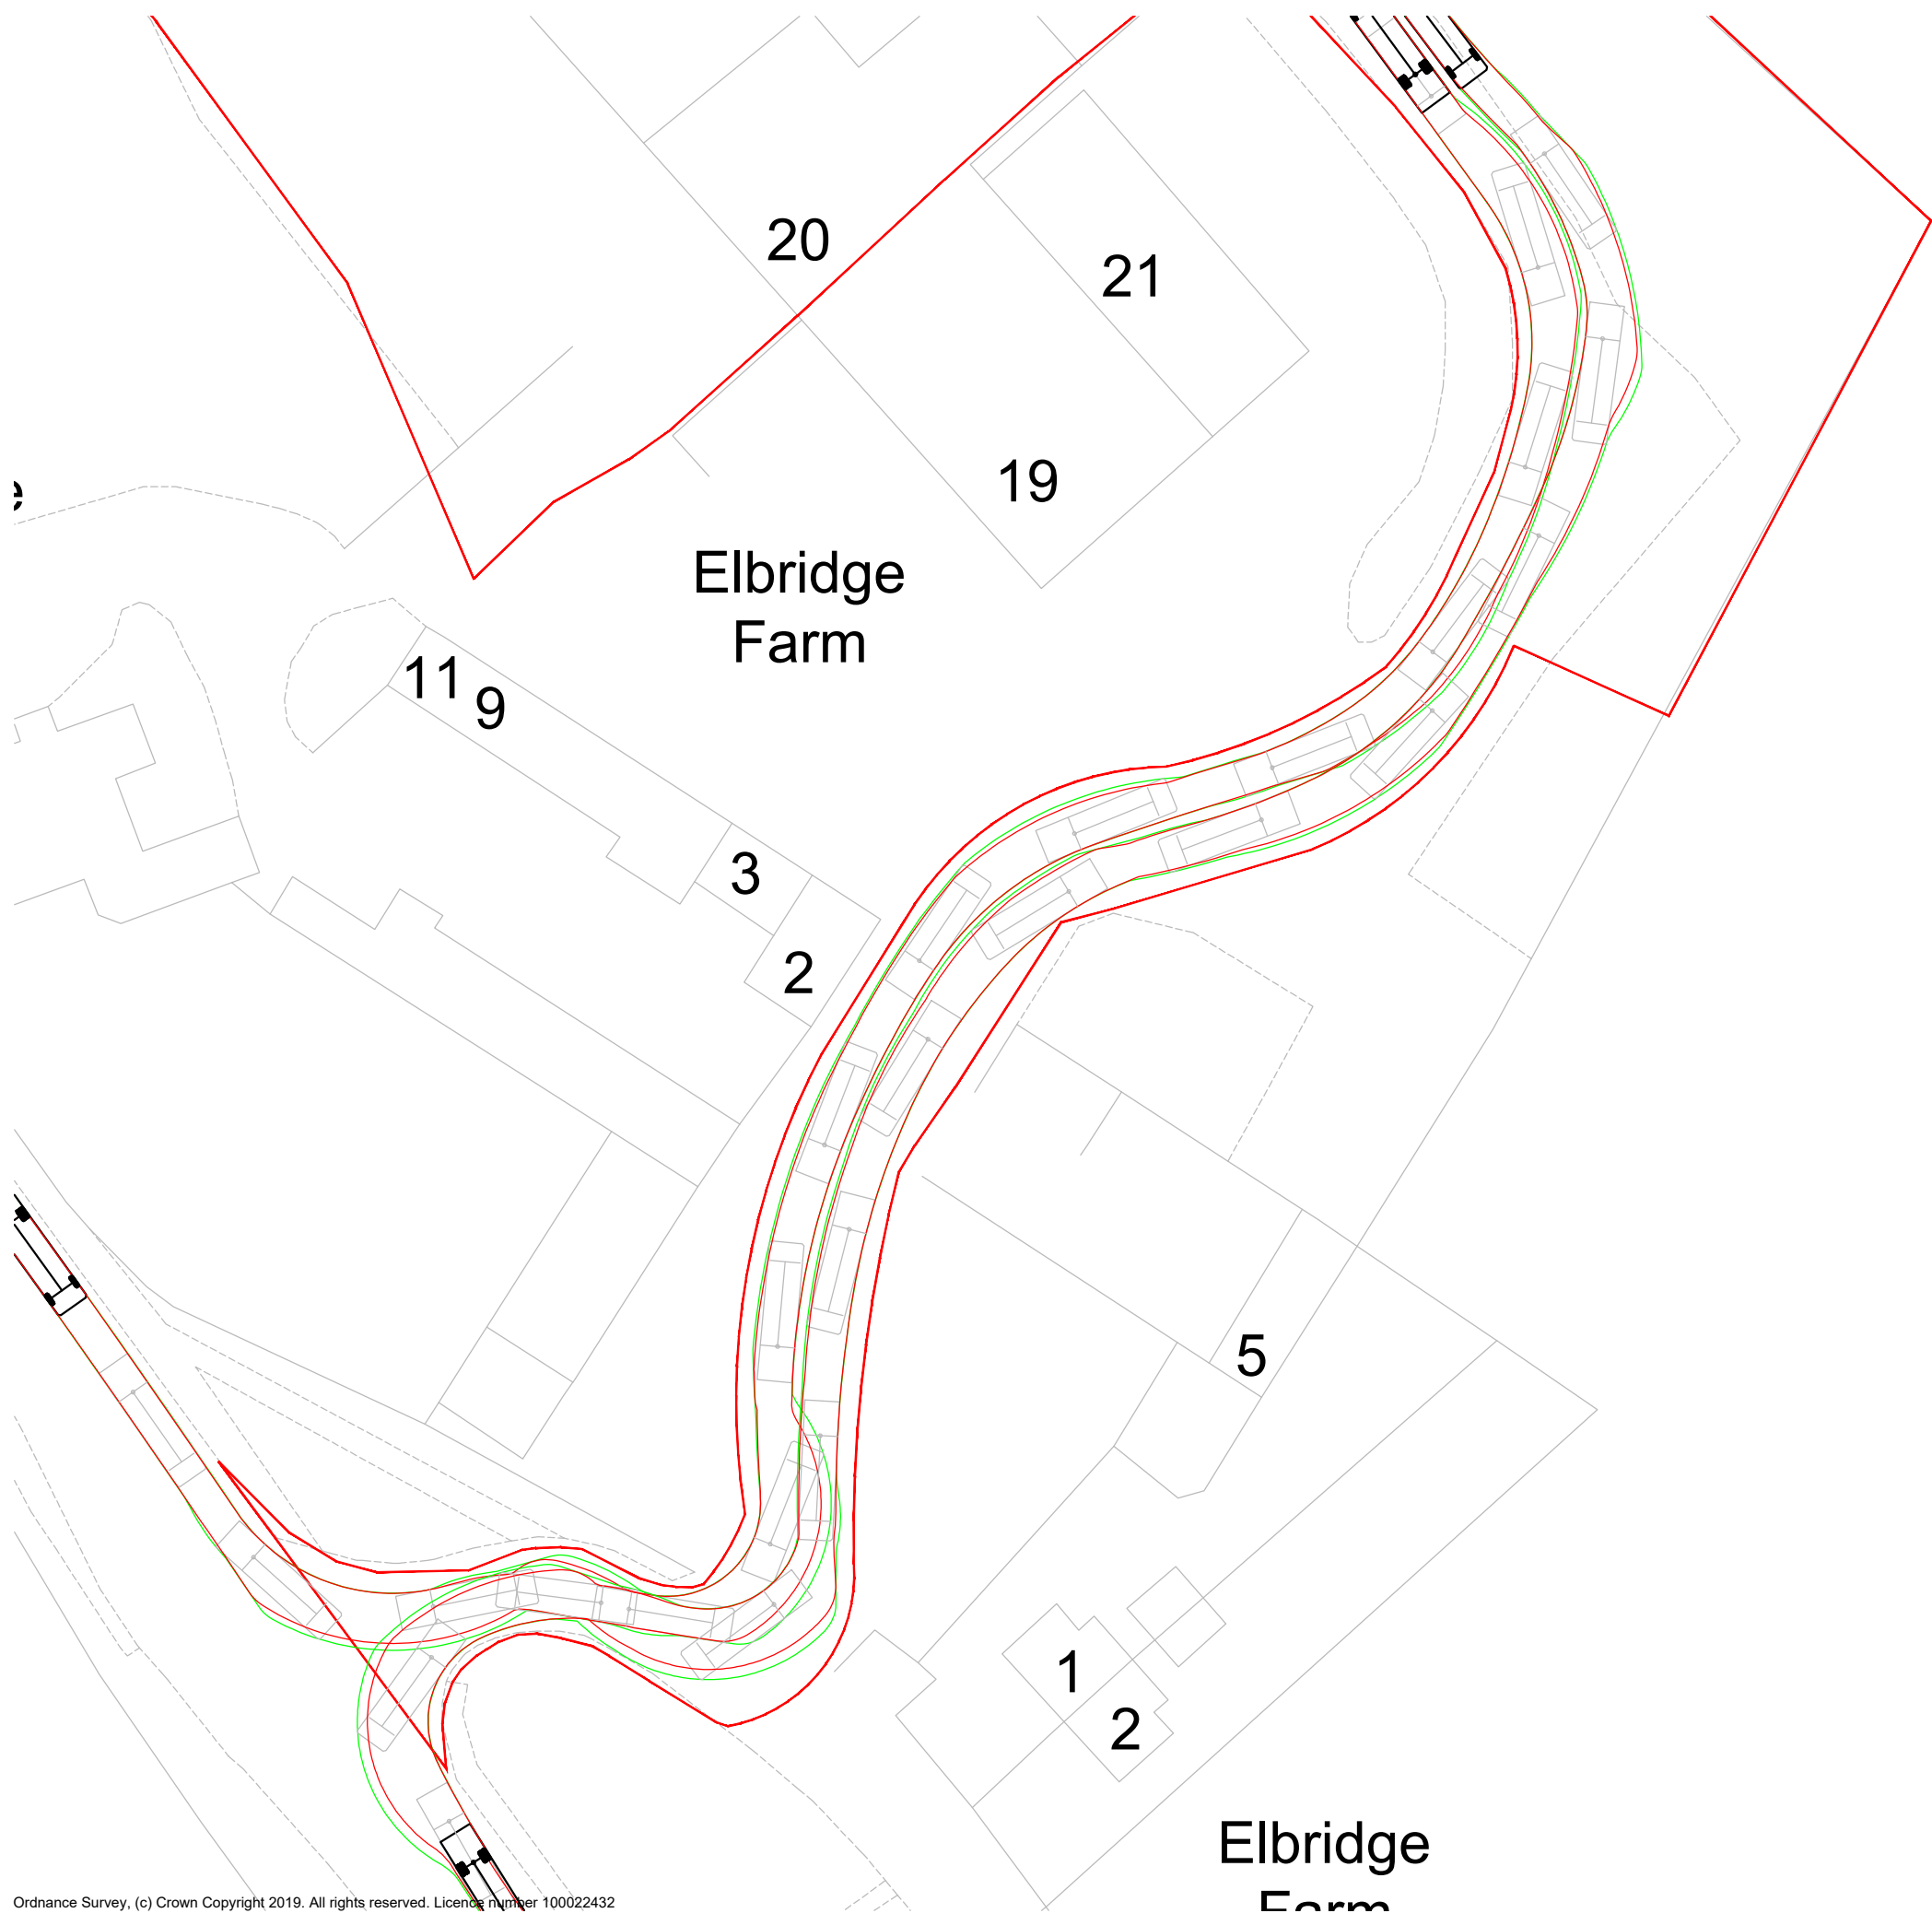 20
21
e
19
Elbridge
Farm
11
9
3
2
5
1
2
Elbridge
Farm
Ordnance Survey, (c) Crown Copyright 2019. All rights reserved. Licence number 100022432